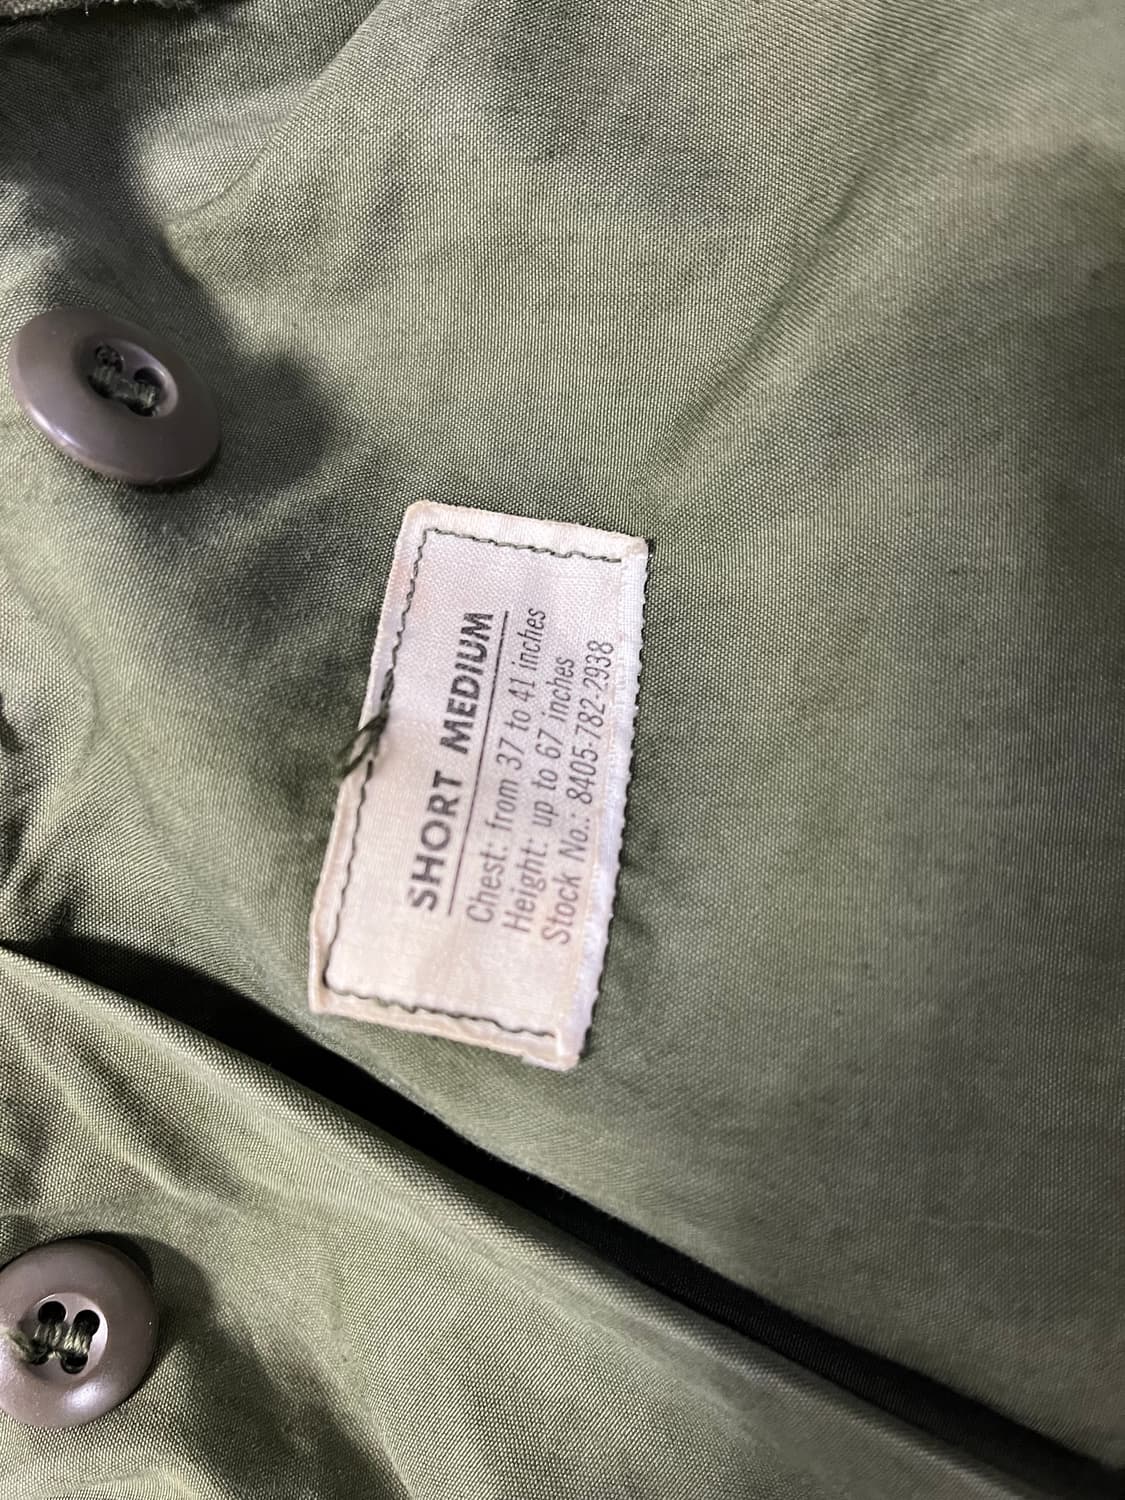 SHORT MEDIUM
Chest: from 37 to 41 inches
Height: up to 67 inches
Stock No.: 8405-782-2938